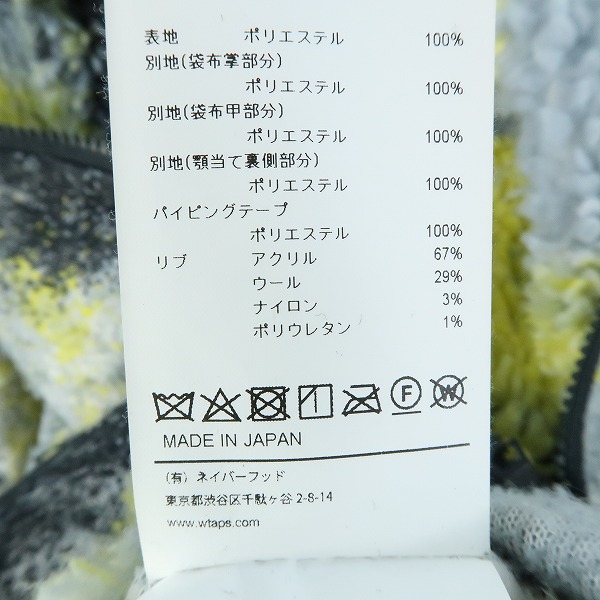 表地 ポリエステル 100%
別地(袋布掌部分)
ポリエステル 100%
別地(袋布甲部分)
ポリエステル 100%
別地(顎当て裏側部分)
ポリエステル 100%
パイピングテープ
ポリエステル 100%
リブ アクリル 67%
ウール 29%
ナイロン 3%
ポリウレタン 1%
F W
MADE IN JAPAN
(有) ネイバーフッド
東京都渋谷区千駄ヶ谷 2-8-14
www.wtaps.com